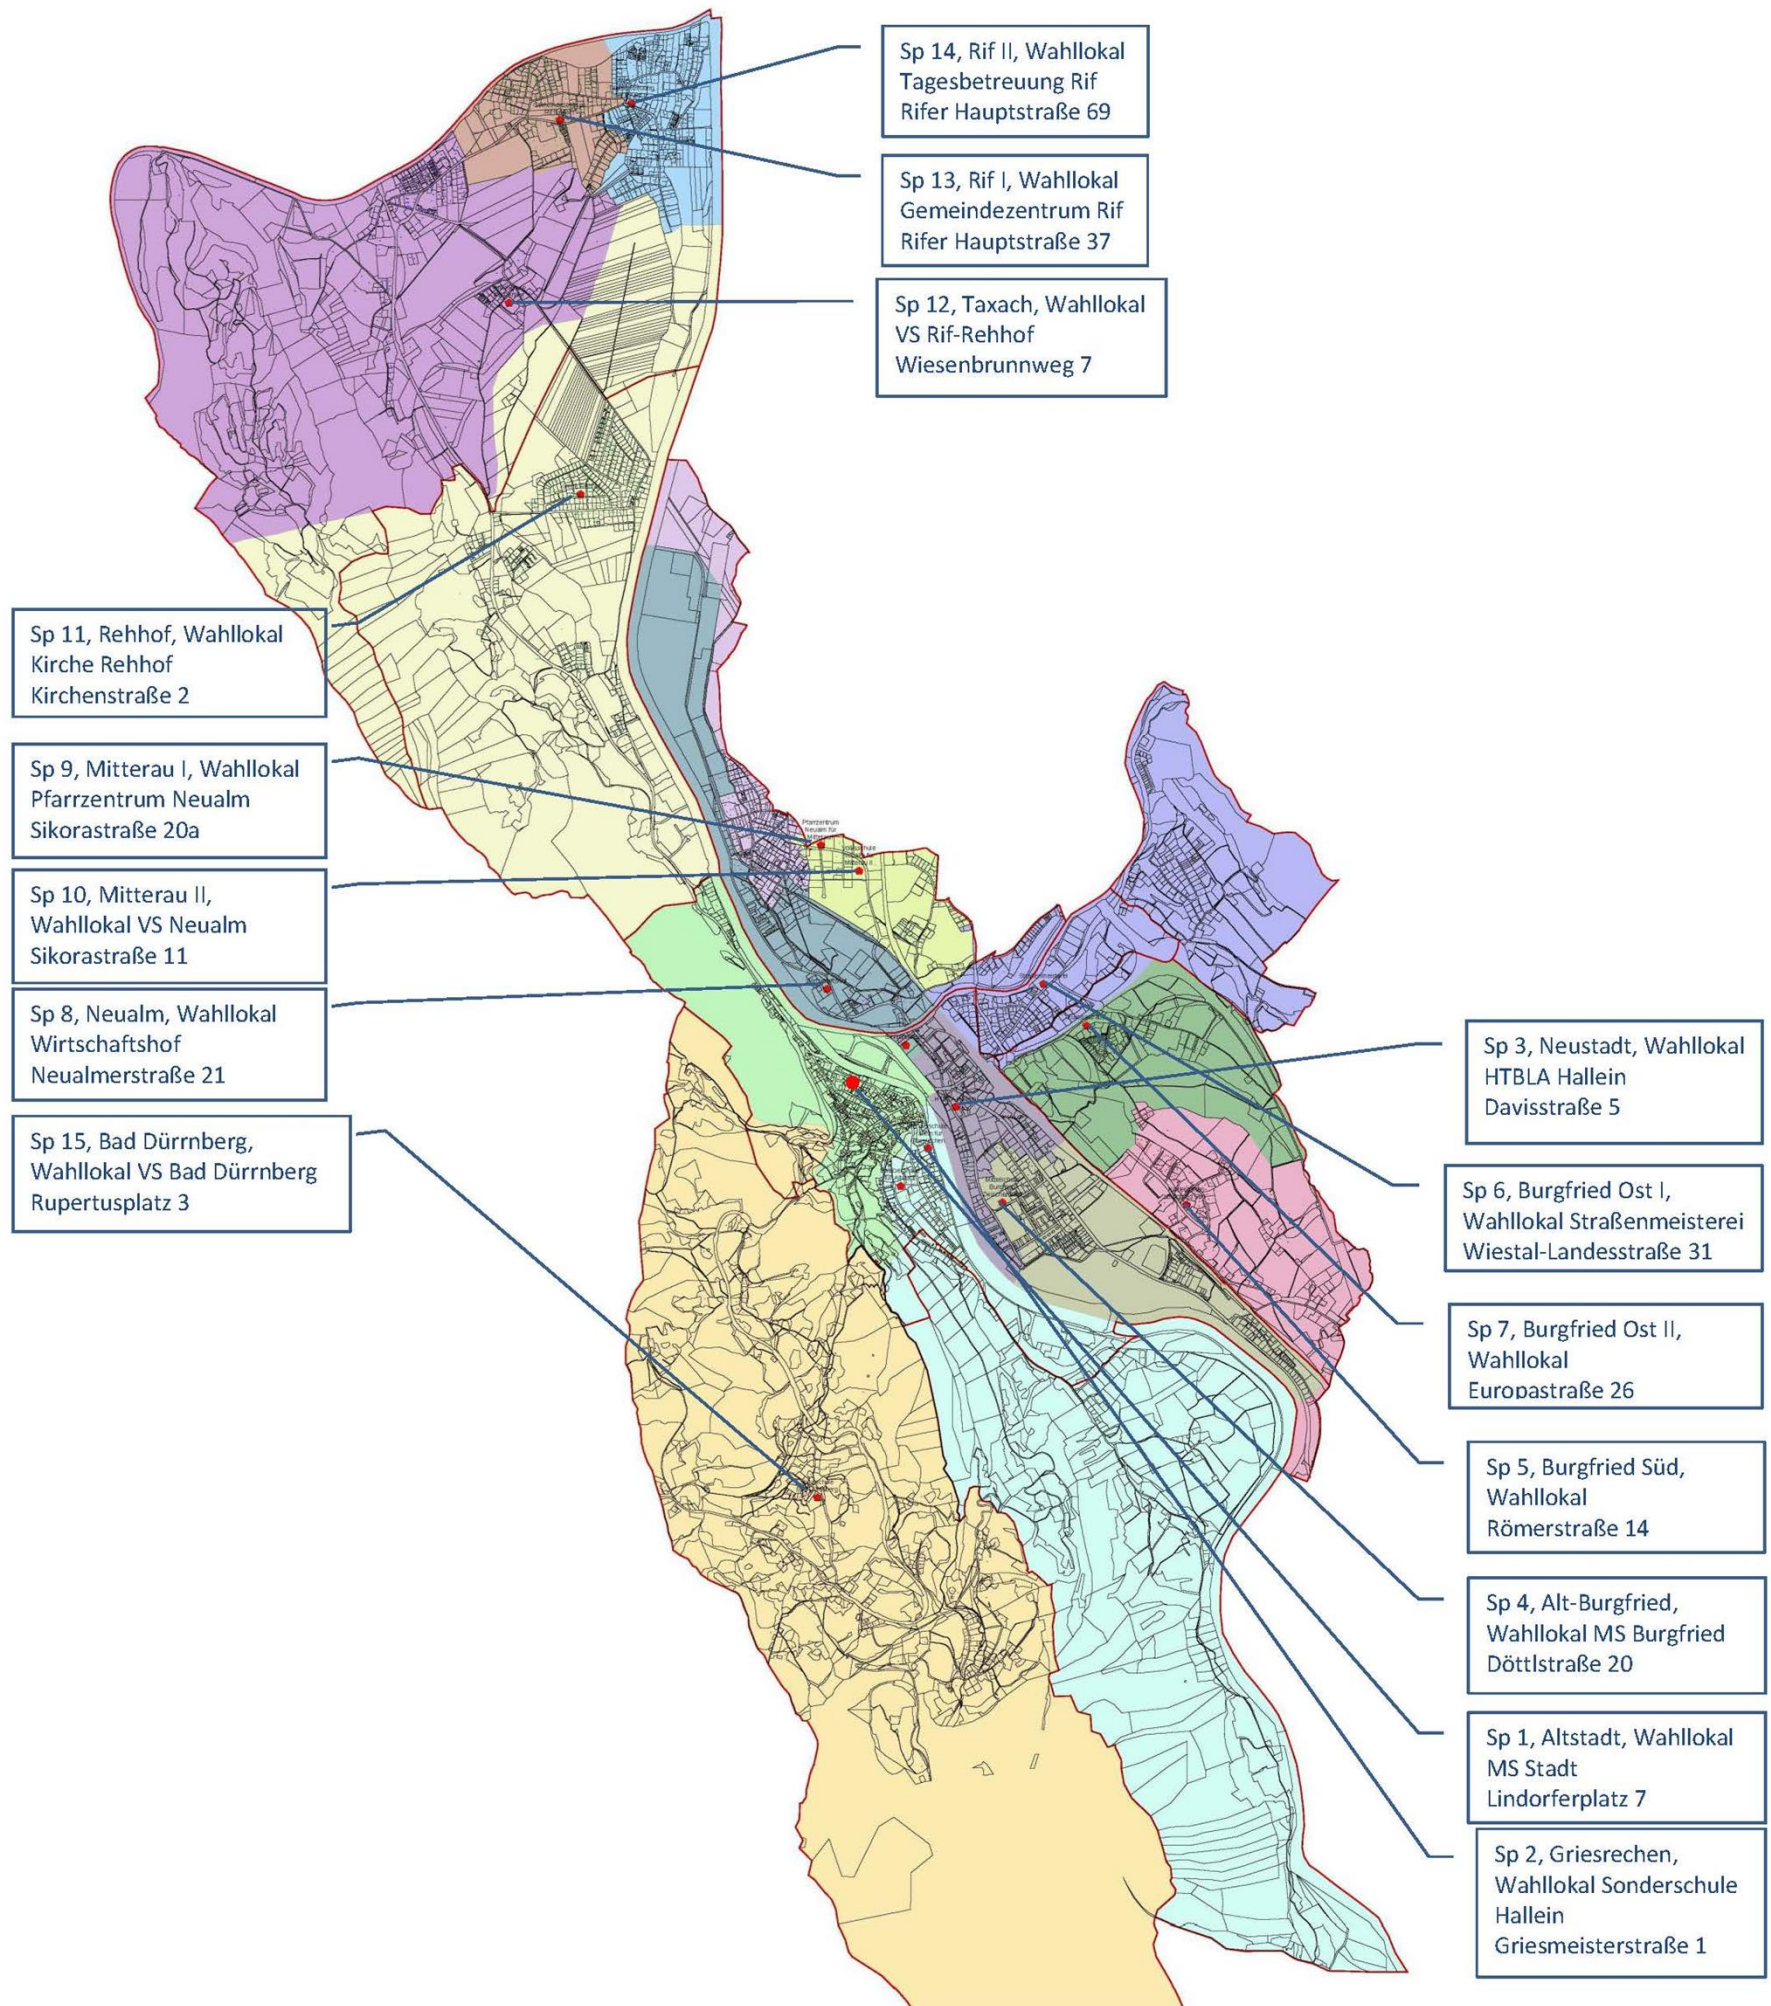 Sp 14, Rif II, Wahllokal
Tagesbetreuung Rif
Rifer Hauptstraße 69
Sp 13, Rif I, Wahllokal
Gemeindezentrum Rif
Rifer Hauptstraße 37
Sp 12, Taxach, Wahllokal
VS Rif-Rehhof
Wiesenbrunnweg 7
Sp 11, Rehhof, Wahllokal
Kirche Rehhof
Kirchenstraße 2
Sp 9, Mitterau I, Wahllokal
Pfarrzentrum Neualm
Sikorastraße 20a
Sp 10, Mitterau II,
Wahllokal VS Neualm
Sikorastraße 11
Sp 8, Neualm, Wahllokal
Wirtschaftshof
Neualmerstraße 21
Sp 15, Bad Dürrnberg,
Wahllokal VS Bad Dürrnberg
Rupertusplatz 3
Pfarrzentrum
Neualm für
Sp 3, Neustadt, Wahllokal
HTBLA Hallein
Davisstraße 5
Sp 6, Burgfried Ost I,
Wahllokal Straßenmeisterei
Wiestal-Landesstraße 31
Sp 7, Burgfried Ost II,
Wahllokal
Europastraße 26
Sp 5, Burgfried Süd,
Wahllokal
Römerstraße 14
Sp 4, Alt-Burgfried,
Wahllokal MS Burgfried
Döttlstraße 20
Sp 1, Altstadt, Wahllokal
MS Stadt
Lindorferplatz 7
Sp 2, Griesrechen,
Wahllokal Sonderschule
Hallein
Griesmeisterstraße 1